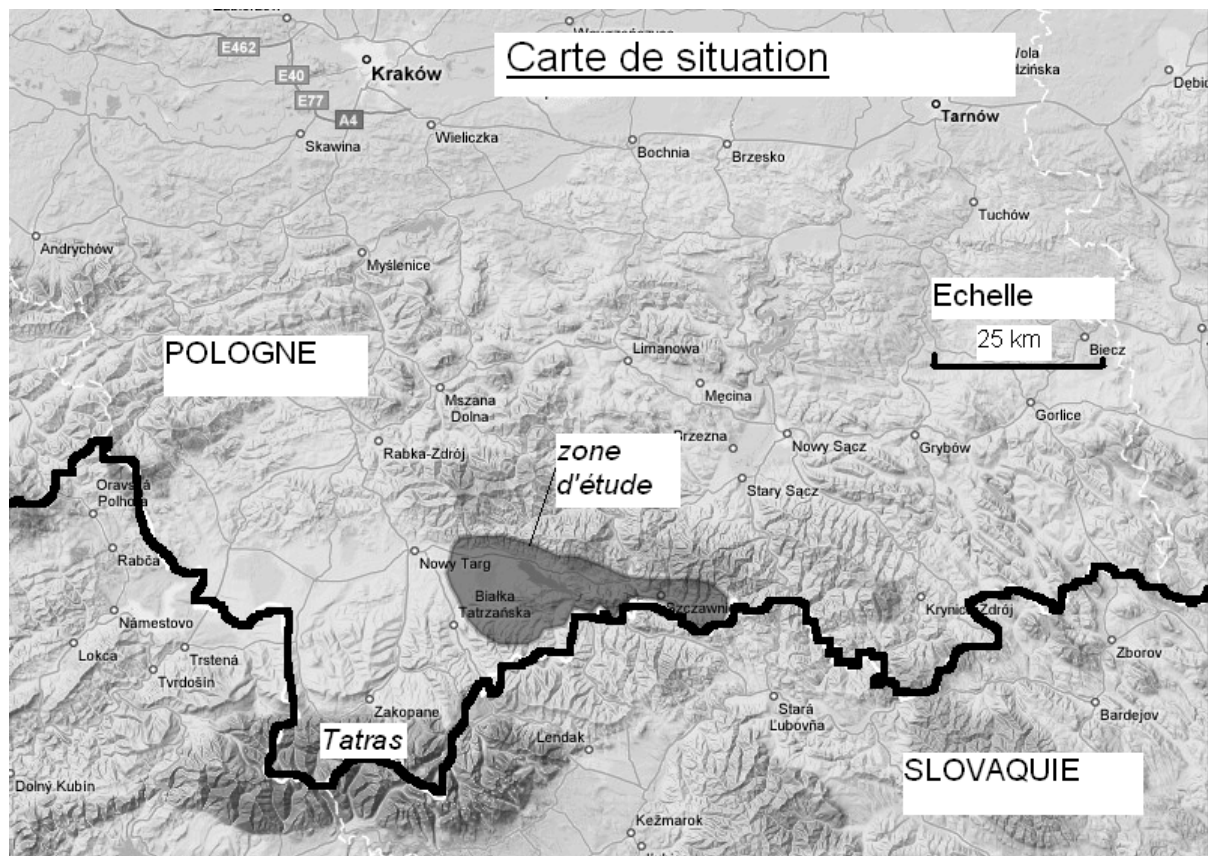 E462
Carte de situation
E40
Kraków
E77
A4
Tarnów
Skawina
Wieliczka
Bochnia
Brzesko
Tuchów
Andrychów
Myślenice
Echelle
25 km
POLOGNE
Biecz
Limanowa
Męcina
Mszana
Dolna
Gorlice
Rabka-Zdrój
zone
d'étude
Nowy Sącz
Grybów
Stary Sącz
Oravská
Polhora
Rabča
Nowy Targ
Białka
Tatrzańska
Námestovo
Lokca
Trstená
Tvrdošín
Zborov
Zakopane
Stará
Ľubovňa
Bardejov
Tatras
Lendak
SLOVAQUIE
Dolný Kubín
Kežmarok